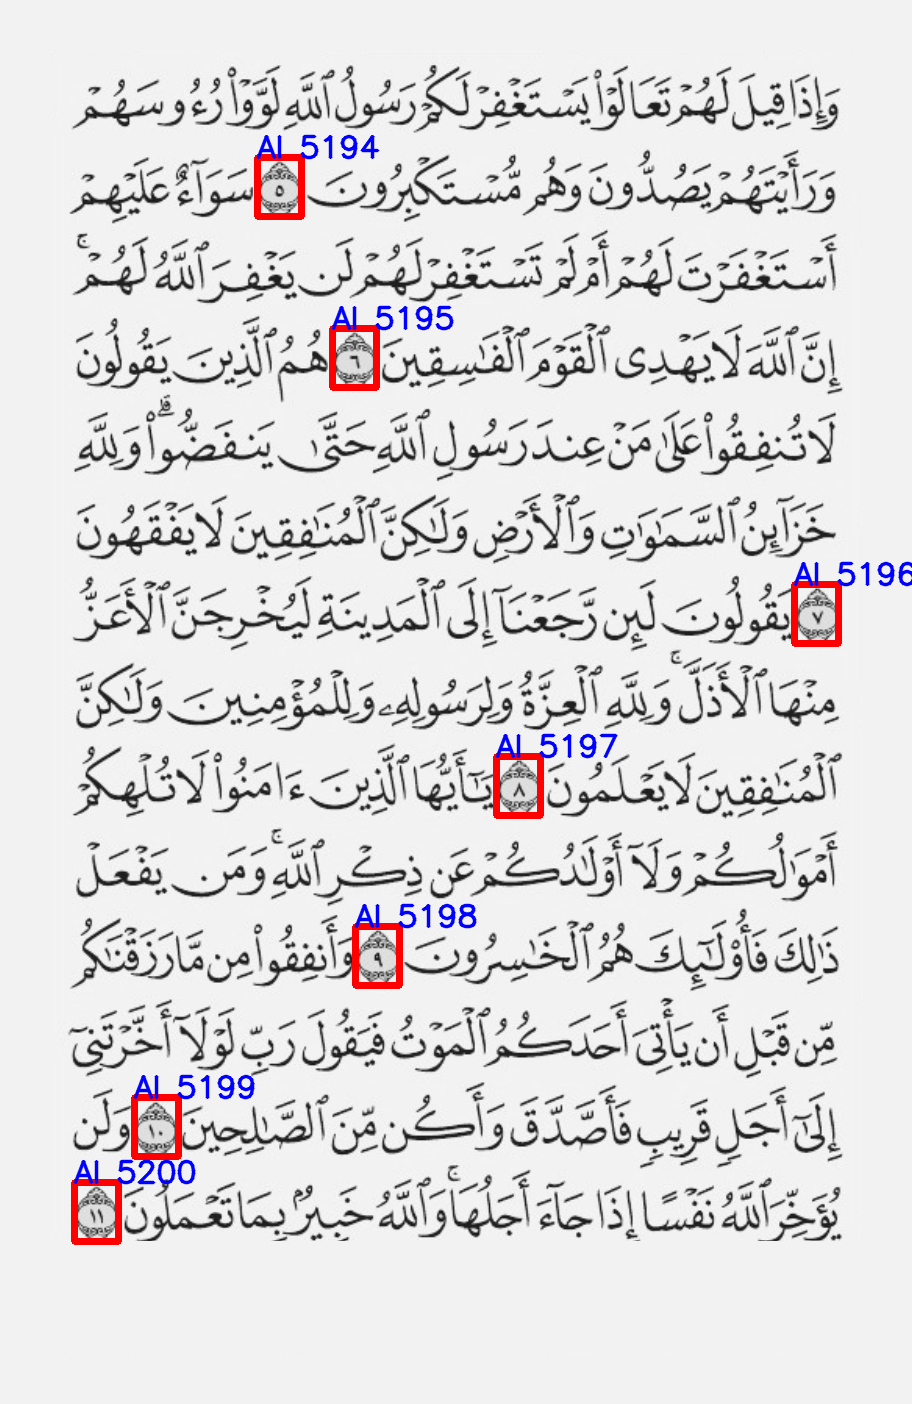 وَإِذَا قِيلَ لَهُمْ تَعَالَوْا۟ يَسْتَغْفِرْ لَكُمْ رَسُولُ ٱللَّهِ لَوَّوْا۟ رُءُوسَهُمْ
AI 5194
وَرَأَيْتَهُمْ يَصُدُّونَ وَهُم مُّسْتَكْبِرُونَ ٥ سَوَآءٌ عَلَيْهِمْ
أَسْتَغْفَرْتَ لَهُمْ أَمْ لَمْ تَسْتَغْفِرْ لَهُمْ لَن يَغْفِرَ ٱللَّهُ لَهُمْ ۚ
AI 5195
إِنَّ ٱللَّهَ لَا يَهْدِى ٱلْقَوْمَ ٱلْفَـٰسِقِينَ ٦ هُمُ ٱلَّذِينَ يَقُولُونَ
لَا تُنفِقُوا۟ عَلَىٰ مَنْ عِندَ رَسُولِ ٱللَّهِ حَتَّىٰ يَنفَضُّوا۟ ۗ وَلِلَّهِ
خَزَآئِنُ ٱلسَّمَـٰوَٰتِ وَٱلْأَرْضِ وَلَـٰكِنَّ ٱلْمُنَـٰفِقِينَ لَا يَفْقَهُونَ
AI 5196
٧ يَقُولُونَ لَئِن رَّجَعْنَآ إِلَى ٱلْمَدِينَةِ لَيُخْرِجَنَّ ٱلْأَعَزُّ
مِنْهَا ٱلْأَذَلَّ ۚ وَلِلَّهِ ٱلْعِزَّةُ وَلِرَسُولِهِۦ وَلِلْمُؤْمِنِينَ وَلَـٰكِنَّ
AI 5197
ٱلْمُنَـٰفِقِينَ لَا يَعْلَمُونَ ٨ يَـٰٓأَيُّهَا ٱلَّذِينَ ءَامَنُوا۟ لَا تُلْهِكُمْ
أَمْوَٰلُكُمْ وَلَآ أَوْلَـٰدُكُمْ عَن ذِكْرِ ٱللَّهِ ۚ وَمَن يَفْعَلْ
AI 5198
ذَٰلِكَ فَأُو۟لَـٰٓئِكَ هُمُ ٱلْخَـٰسِرُونَ ٩ وَأَنفِقُوا۟ مِن مَّا رَزَقْنَـٰكُم
مِّن قَبْلِ أَن يَأْتِىَ أَحَدَكُمُ ٱلْمَوْتُ فَيَقُولَ رَبِّ لَوْلَآ أَخَّرْتَنِىٓ
AI 5199
إِلَىٰٓ أَجَلٍ قَرِيبٍ فَأَصَّدَّقَ وَأَكُن مِّنَ ٱلصَّـٰلِحِينَ ١٠ وَلَن
AI 5200
يُؤَخِّرَ ٱللَّهُ نَفْسًا إِذَا جَآءَ أَجَلُهَا ۚ وَٱللَّهُ خَبِيرٌۢ بِمَا تَعْمَلُونَ ١١